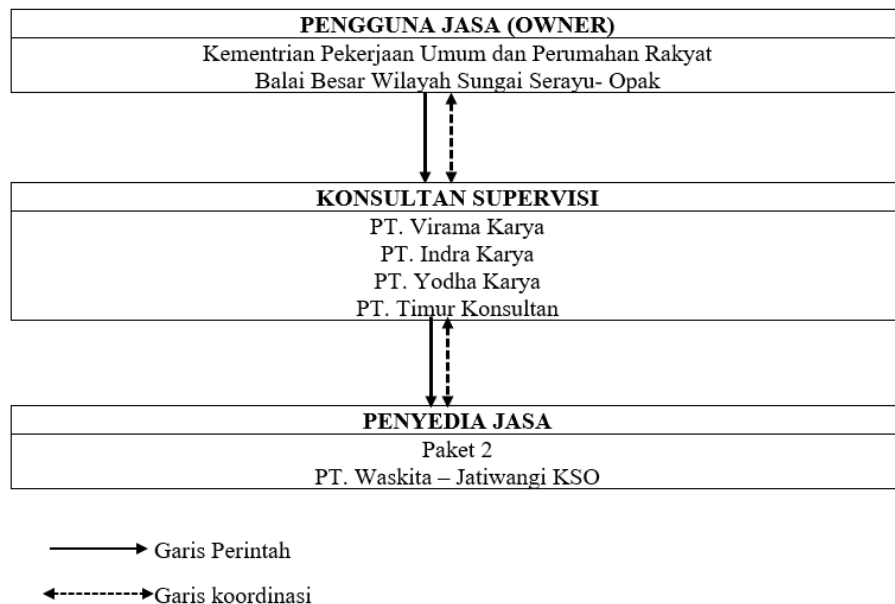 PENGGUNA JASA (OWNER)
Kementrian Pekerjaan Umum dan Perumahan Rakyat
Balai Besar Wilayah Sungai Serayu- Opak
KONSULTAN SUPERVISI
PT. Virama Karya
PT. Indra Karya
PT. Yodha Karya
PT. Timur Konsultan
PENYEDIA JASA
Paket 2
PT. Waskita – Jatiwangi KSO
Garis Perintah
Garis koordinasi